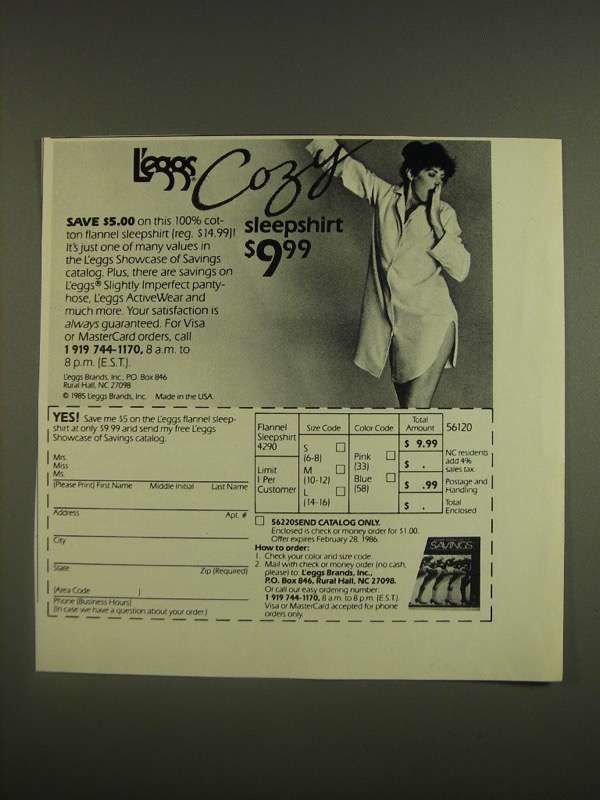 L'eggs Cozy
sleepshirt
$9.99
SAVE $5.00 on this 100% cot-
ton flannel sleepshirt (reg. $14.99)!
It's just one of many values in
the L'eggs Showcase of Savings
catalog. Plus, there are savings on
L'eggs® Slightly Imperfect panty-
hose, L'eggs ActiveWear and
much more. Your satisfaction is
always guaranteed. For Visa
or MasterCard orders, call
1 919 744-1170, 8 a.m. to
8 p.m. (E.S.T.).
L'eggs Brands, Inc., P.O. Box 846
Rural Hall, NC 27098
© 1985 L'eggs Brands, Inc. Made in the USA.
YES! Save me $5 on the L'eggs flannel sleep-
shirt at only $9.99 and send my free L'eggs
Showcase of Savings catalog.
Mrs.
Miss
Ms.
(Please Print) First Name Middle Initial Last Name
Address Apt. #
City
State Zip (Required)
(Area Code )
Phone (Business Hours)
(In case we have a question about your order.)
Flannel
Sleepshirt
4290
Limit
1 Per
Customer
Size Code
S
(6-8)
M
(10-12)
L
(14-16)
Color Code
Pink
(33)
Blue
(58)
Total
Amount
$ 9.99
$ .
$ .99
$ .
56120
NC residents
add 4%
sales tax
Postage and
Handling
Total
Enclosed
56220 SEND CATALOG ONLY.
Enclosed is check or money order for $1.00.
Offer expires February 28, 1986.
How to order:
1. Check your color and size code.
2. Mail with check or money order (no cash,
please) to: L'eggs Brands, Inc.,
P.O. Box 846, Rural Hall, NC 27098.
Or call our easy ordering number:
1 919 744-1170, 8 a.m. to 8 p.m. (E.S.T.).
Visa or MasterCard accepted for phone
orders only.
SAVINGS